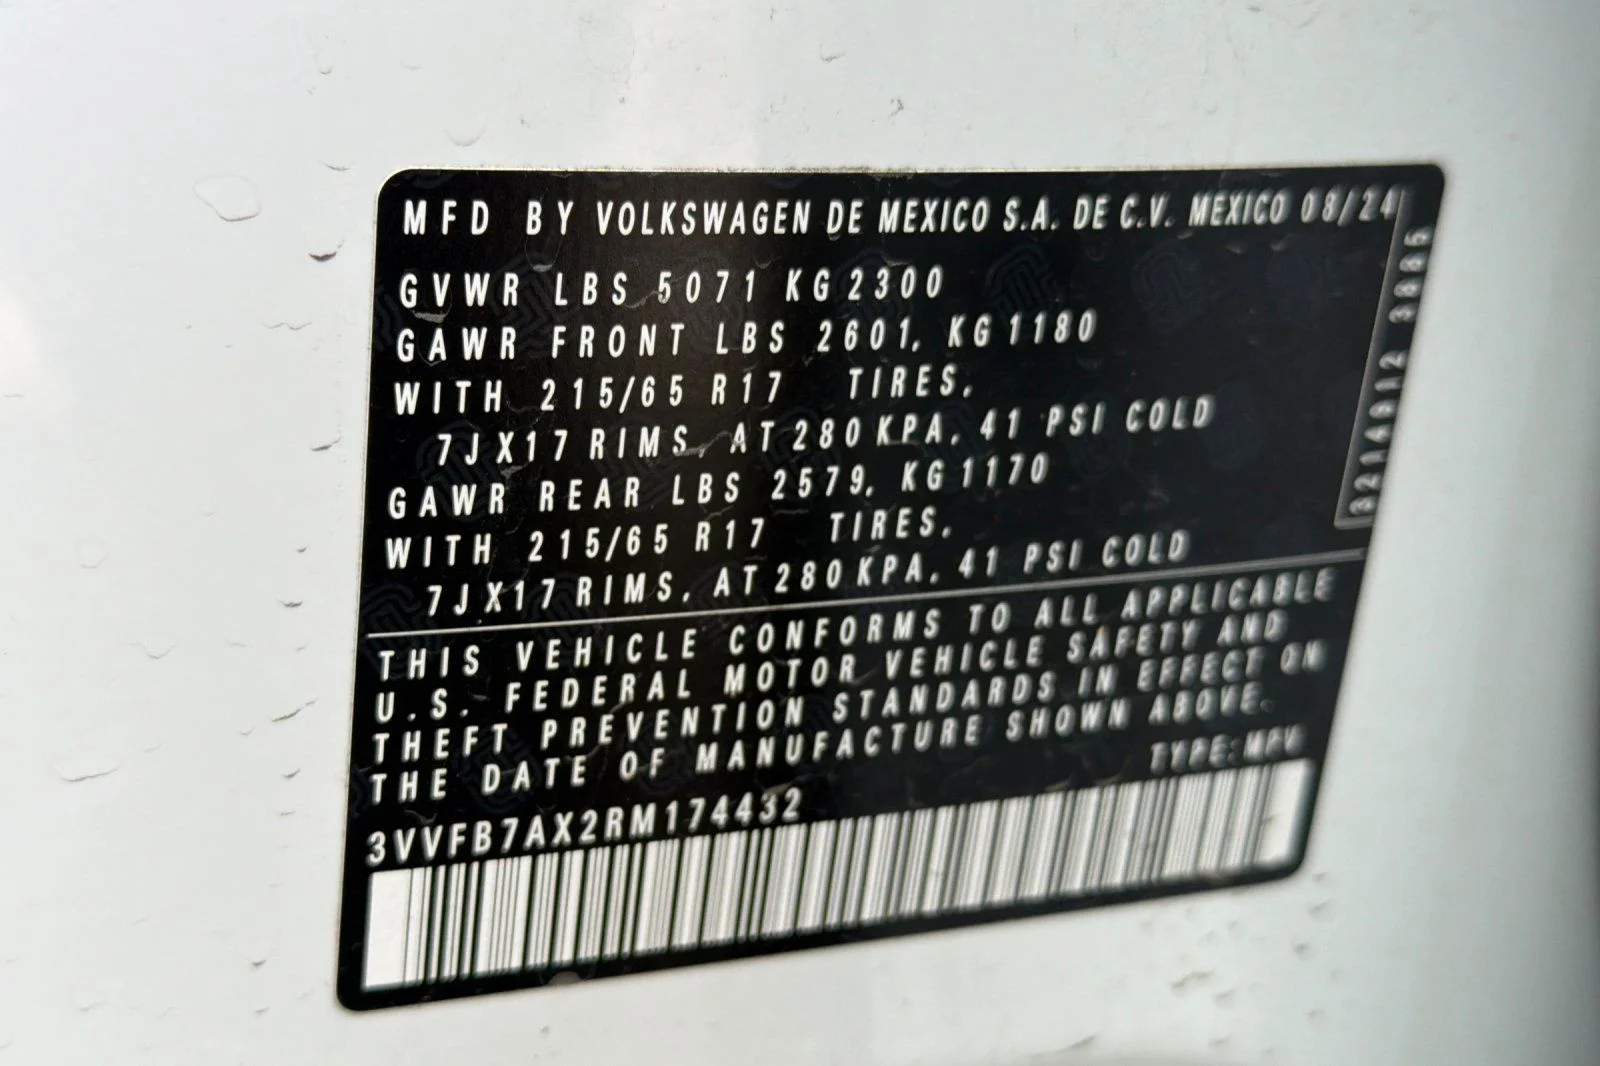 MFD BY VOLKSWAGEN DE MEXICO S.A. DE C.V. MEXICO 08/24
GVWR LBS 5071 KG 2300
GAWR FRONT LBS 2601, KG 1180
WITH 215/65 R17 TIRES,
7JX17 RIMS, AT 280 KPA, 41 PSI COLD
GAWR REAR LBS 2579, KG 1170
WITH 215/65 R17 TIRES,
7JX17 RIMS, AT 280 KPA, 41 PSI COLD
THIS VEHICLE CONFORMS TO ALL APPLICABLE
U.S. FEDERAL MOTOR VEHICLE SAFETY AND
THEFT PREVENTION STANDARDS IN EFFECT ON
THE DATE OF MANUFACTURE SHOWN ABOVE.
TYPE: MPV
3VVFB7AX2RM174432